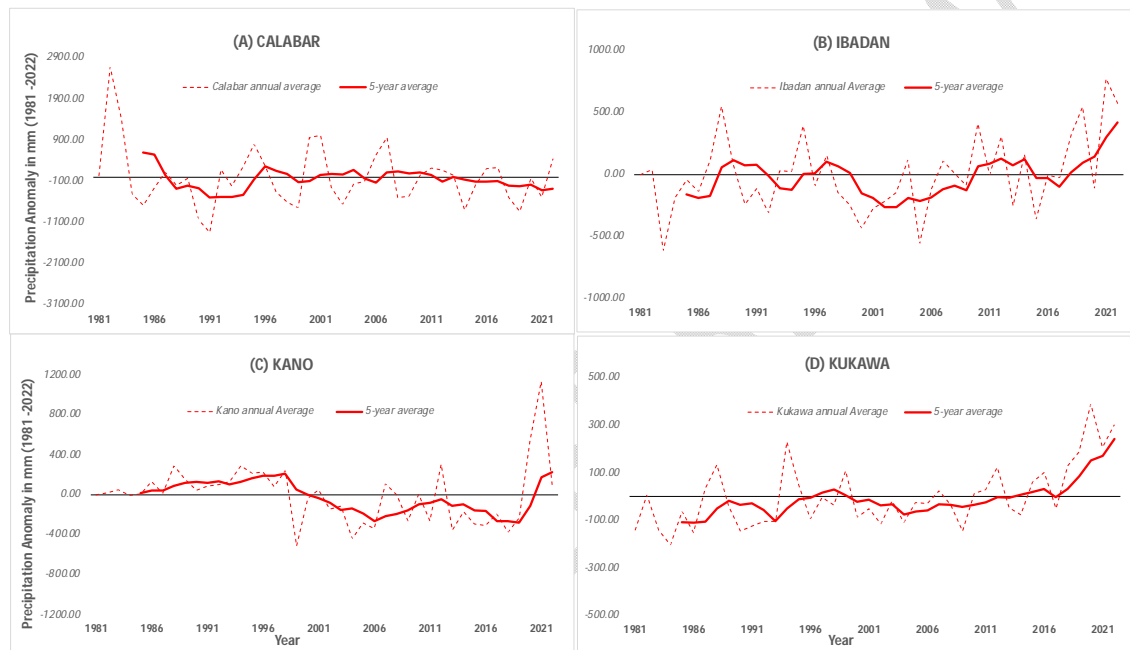 (A) CALABAR
Precipitation Anomaly in mm (1981 -2022)
2900.00
1900.00
900.00
-100.00
-1100.00
-2100.00
-3100.00
Calabar annual average
5-year average
1981 1986 1991 1996 2001 2006 2011 2016 2021
(B) IBADAN
1000.00
500.00
0.00
-500.00
-1000.00
Ibadan annual Average
5-year average
1981 1986 1991 1996 2001 2006 2011 2016 2021
(C) KANO
Precipitation Anomaly in mm (1981 -2022)
1200.00
800.00
400.00
0.00
-400.00
-800.00
-1200.00
Kano annual Average
5-year average
1981 1986 1991 1996 2001 2006 2011 2016 2021
Year
(D) KUKAWA
500.00
300.00
100.00
-100.00
-300.00
-500.00
Kukawa annual Average
5-year average
1981 1986 1991 1996 2001 2006 2011 2016 2021
Year